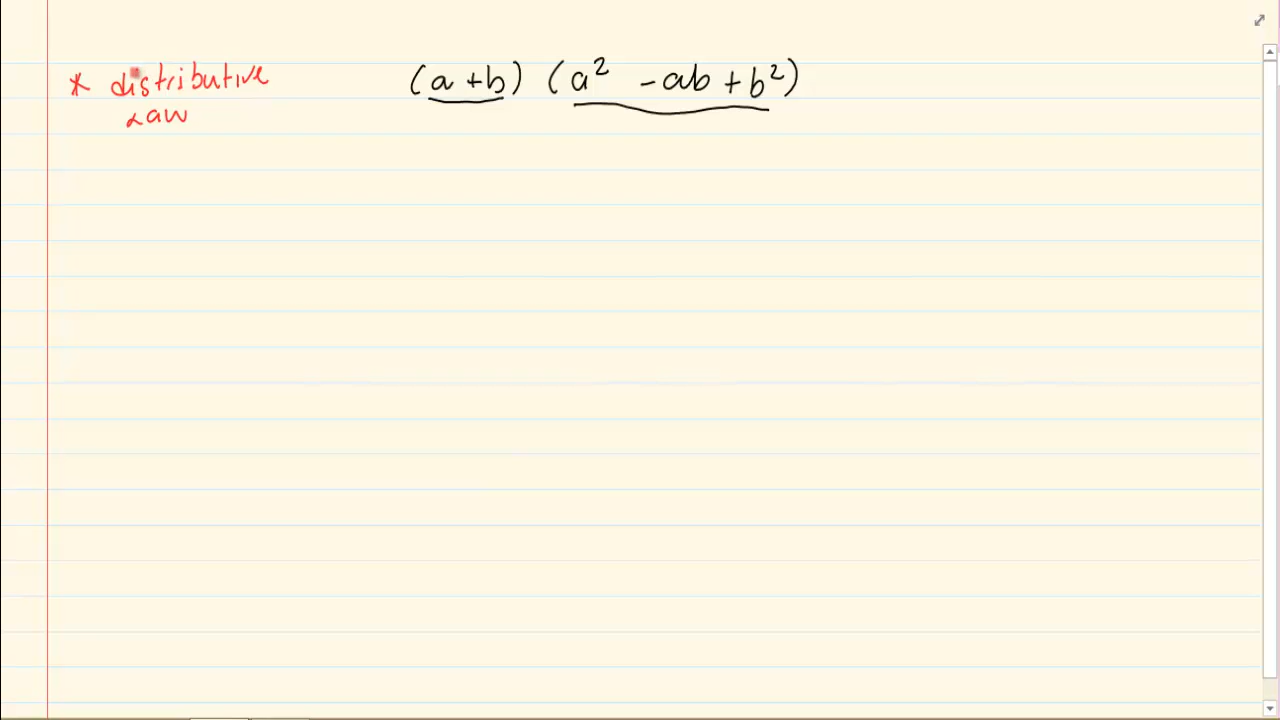 * distributive (a + b) (a² - ab + b²)
Law